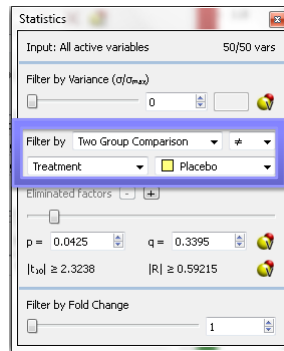 Statistics
Input: All active variables 50/50 vars
Filter by Variance (σ/σmax)
0
Filter by Two Group Comparison ≠
Treatment Placebo
Eliminated factors - +
p = 0.0425 q = 0.3395
|t₁₀| ≥ 2.3238 |R| ≥ 0.59215
Filter by Fold Change
1